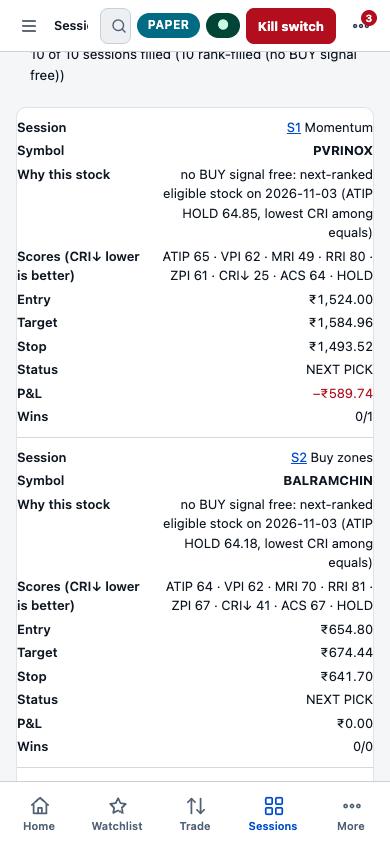 Sessi
PAPER
Kill switch
3
10 of 10 sessions filled (10 rank-filled (no BUY signal
free))
Session S1 Momentum
Symbol PVRINOX
Why this stock no BUY signal free: next-ranked
eligible stock on 2026-11-03 (ATIP
HOLD 64.85, lowest CRI among
equals)
Scores (CRI↓ lower ATIP 65 · VPI 62 · MRI 49 · RRI 80 ·
is better) ZPI 61 · CRI↓ 25 · ACS 64 · HOLD
Entry ₹1,524.00
Target ₹1,584.96
Stop ₹1,493.52
Status NEXT PICK
P&L −₹589.74
Wins 0/1
Session S2 Buy zones
Symbol BALRAMCHIN
Why this stock no BUY signal free: next-ranked
eligible stock on 2026-11-03 (ATIP
HOLD 64.18, lowest CRI among
equals)
Scores (CRI↓ lower ATIP 64 · VPI 62 · MRI 70 · RRI 81 ·
is better) ZPI 67 · CRI↓ 41 · ACS 67 · HOLD
Entry ₹654.80
Target ₹674.44
Stop ₹641.70
Status NEXT PICK
P&L ₹0.00
Wins 0/0
Home Watchlist Trade Sessions More